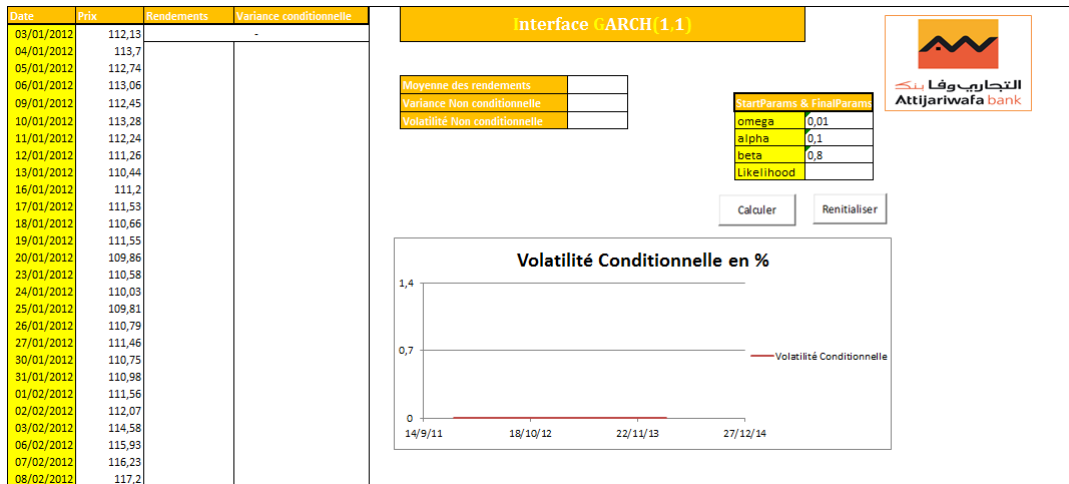 Date Prix Rendements Variance conditionnelle
03/01/2012 112,13 -
04/01/2012 113,7
05/01/2012 112,74
06/01/2012 113,06
09/01/2012 112,45
10/01/2012 113,28
11/01/2012 112,24
12/01/2012 111,26
13/01/2012 110,44
16/01/2012 111,2
17/01/2012 111,53
18/01/2012 110,66
19/01/2012 111,55
20/01/2012 109,86
23/01/2012 110,58
24/01/2012 110,03
25/01/2012 109,81
26/01/2012 110,79
27/01/2012 111,46
30/01/2012 110,75
31/01/2012 110,98
01/02/2012 111,56
02/02/2012 112,07
03/02/2012 114,58
06/02/2012 115,93
07/02/2012 116,23
08/02/2012 117,2
Interface GARCH(1,1)
Moyenne des rendements
Variance Non conditionnelle
Volatilité Non conditionnelle
التجاري وفا بنك
Attijariwafa bank
StartParams & FinalParams
omega 0,01
alpha 0,1
beta 0,8
Likelihood
Calculer Renitialiser
Volatilité Conditionnelle en %
1,4
0,7
0
14/9/11 18/10/12 22/11/13 27/12/14
Volatilité Conditionnelle